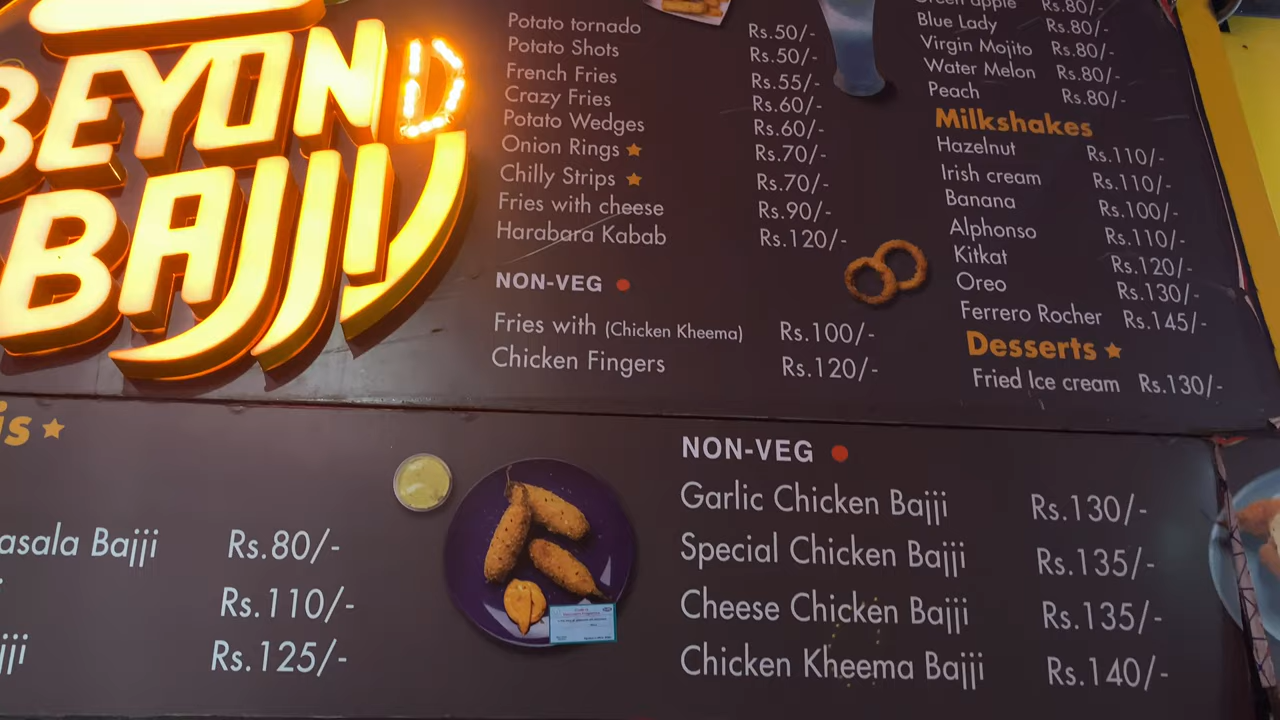 BEYOND
BAJJI
Potato tornado Rs.50/-
Potato Shots Rs.50/-
French Fries Rs.55/-
Crazy Fries Rs.60/-
Potato Wedges Rs.60/-
Onion Rings Rs.70/-
Chilly Strips Rs.70/-
Fries with cheese Rs.90/-
Harabara Kabab Rs.120/-
NON-VEG
Fries with (Chicken Kheema) Rs.100/-
Chicken Fingers Rs.120/-
Green apple Rs.80/-
Blue Lady Rs.80/-
Virgin Mojito Rs.80/-
Water Melon Rs.80/-
Peach Rs.80/-
Milkshakes
Hazelnut Rs.110/-
Irish cream Rs.110/-
Banana Rs.100/-
Alphonso Rs.110/-
Kitkat Rs.120/-
Oreo Rs.130/-
Ferrero Rocher Rs.145/-
Desserts
Fried Ice cream Rs.130/-
is
asala Bajji Rs.80/-
Rs.110/-
jji Rs.125/-
NON-VEG
Garlic Chicken Bajji Rs.130/-
Special Chicken Bajji Rs.135/-
Cheese Chicken Bajji Rs.135/-
Chicken Kheema Bajji Rs.140/-